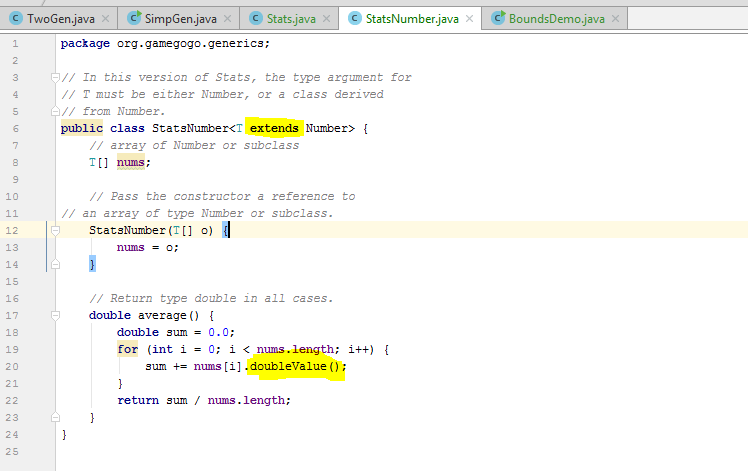 TwoGen.java SimpGen.java Stats.java StatsNumber.java BoundsDemo.java
1 package org.gamegogo.generics;
2
3 // In this version of Stats, the type argument for
4 // T must be either Number, or a class derived
5 // from Number.
6 public class StatsNumber<T extends Number> {
7 // array of Number or subclass
8 T[] nums;
9
10 // Pass the constructor a reference to
11 // an array of type Number or subclass.
12 StatsNumber(T[] o) {
13 nums = o;
14 }
15
16 // Return type double in all cases.
17 double average() {
18 double sum = 0.0;
19 for (int i = 0; i < nums.length; i++) {
20 sum += nums[i].doubleValue();
21 }
22 return sum / nums.length;
23 }
24 }
25